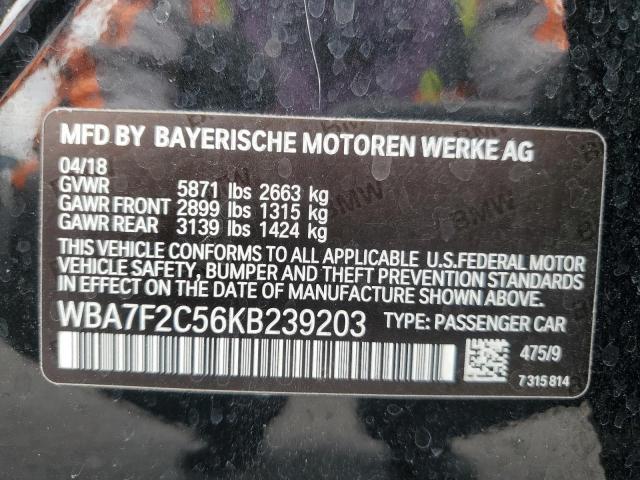 MFD BY BAYERISCHE MOTOREN WERKE AG
04/18
GVWR 5871 lbs 2663 kg
GAWR FRONT 2899 lbs 1315 kg
GAWR REAR 3139 lbs 1424 kg
THIS VEHICLE CONFORMS TO ALL APPLICABLE U.S.FEDERAL MOTOR
VEHICLE SAFETY, BUMPER AND THEFT PREVENTION STANDARDS
IN EFFECT ON THE DATE OF MANUFACTURE SHOWN ABOVE.
WBA7F2C56KB239203 TYPE: PASSENGER CAR
475/9
7 315 814